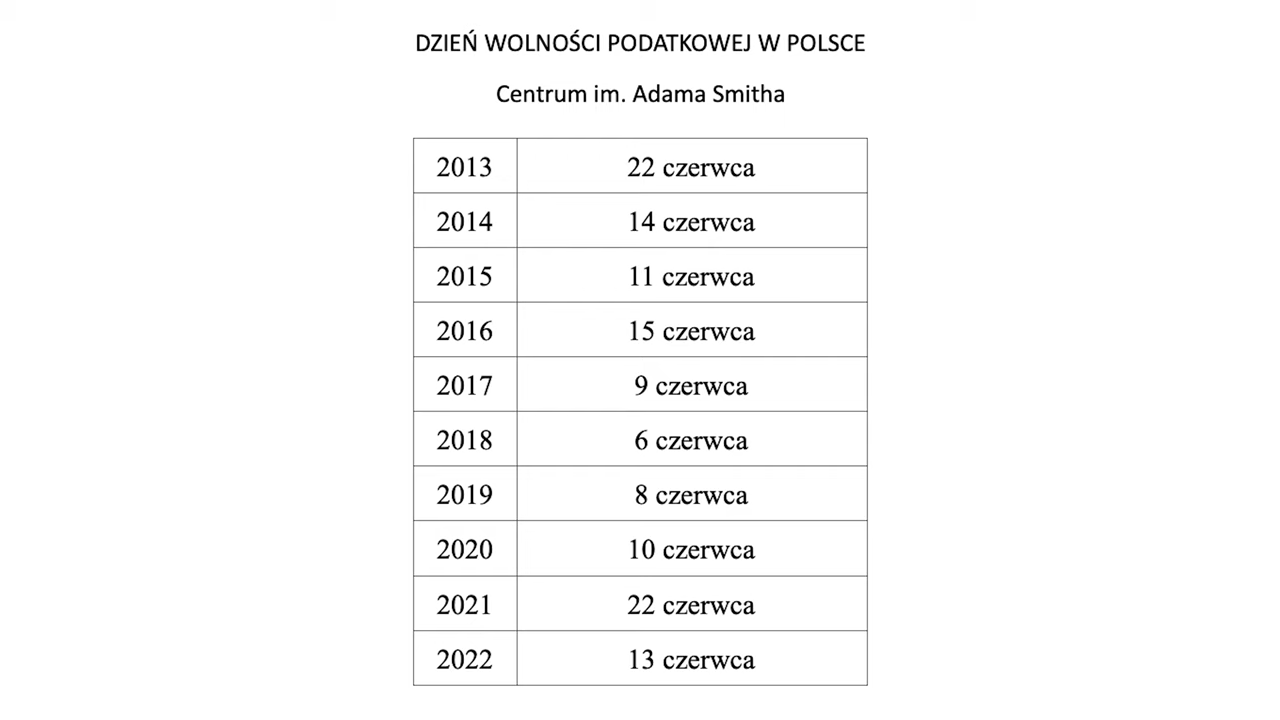 DZIEŃ WOLNOŚCI PODATKOWEJ W POLSCE
Centrum im. Adama Smitha
2013 22 czerwca
2014 14 czerwca
2015 11 czerwca
2016 15 czerwca
2017 9 czerwca
2018 6 czerwca
2019 8 czerwca
2020 10 czerwca
2021 22 czerwca
2022 13 czerwca